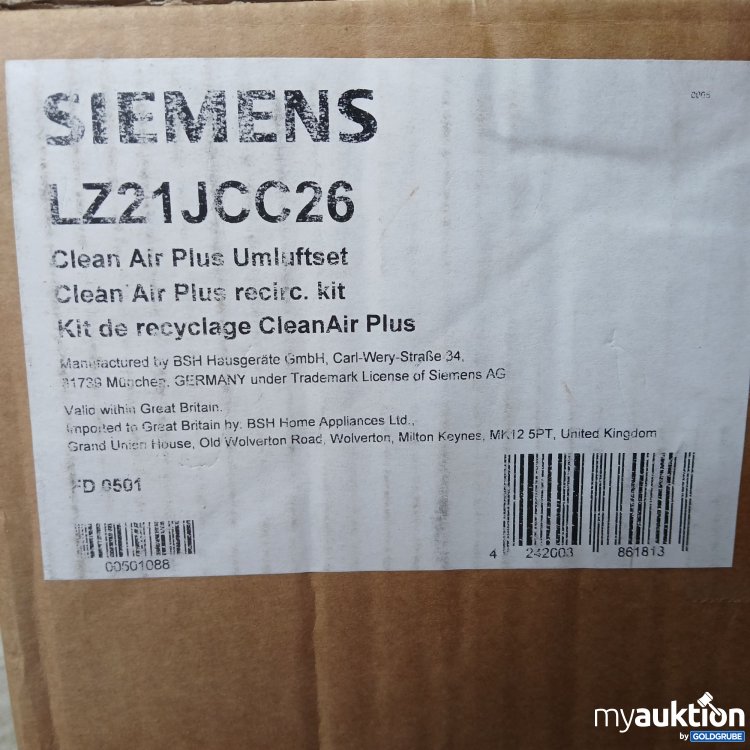 SIEMENS
LZ21JCC26
Clean Air Plus Umluftset
Clean Air Plus recirc. kit
Kit de recyclage CleanAir Plus
Manufactured by BSH Hausgeräte GmbH, Carl-Wery-Straße 34,
81739 München, GERMANY under Trademark License of Siemens AG
Valid within Great Britain.
Imported to Great Britain by: BSH Home Appliances Ltd.,
Grand Union House, Old Wolverton Road, Wolverton, Milton Keynes, MK12 5PT, United Kingdom
FD 0501
00501088
4 242003 861813
myauktion
by GOLDGRUBE